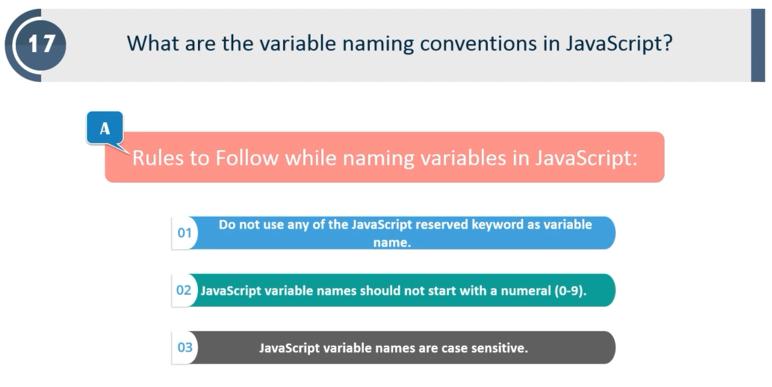 17
What are the variable naming conventions in JavaScript?
A
Rules to Follow while naming variables in JavaScript:
01
Do not use any of the JavaScript reserved keyword as variable
name.
02
JavaScript variable names should not start with a numeral (0-9).
03
JavaScript variable names are case sensitive.